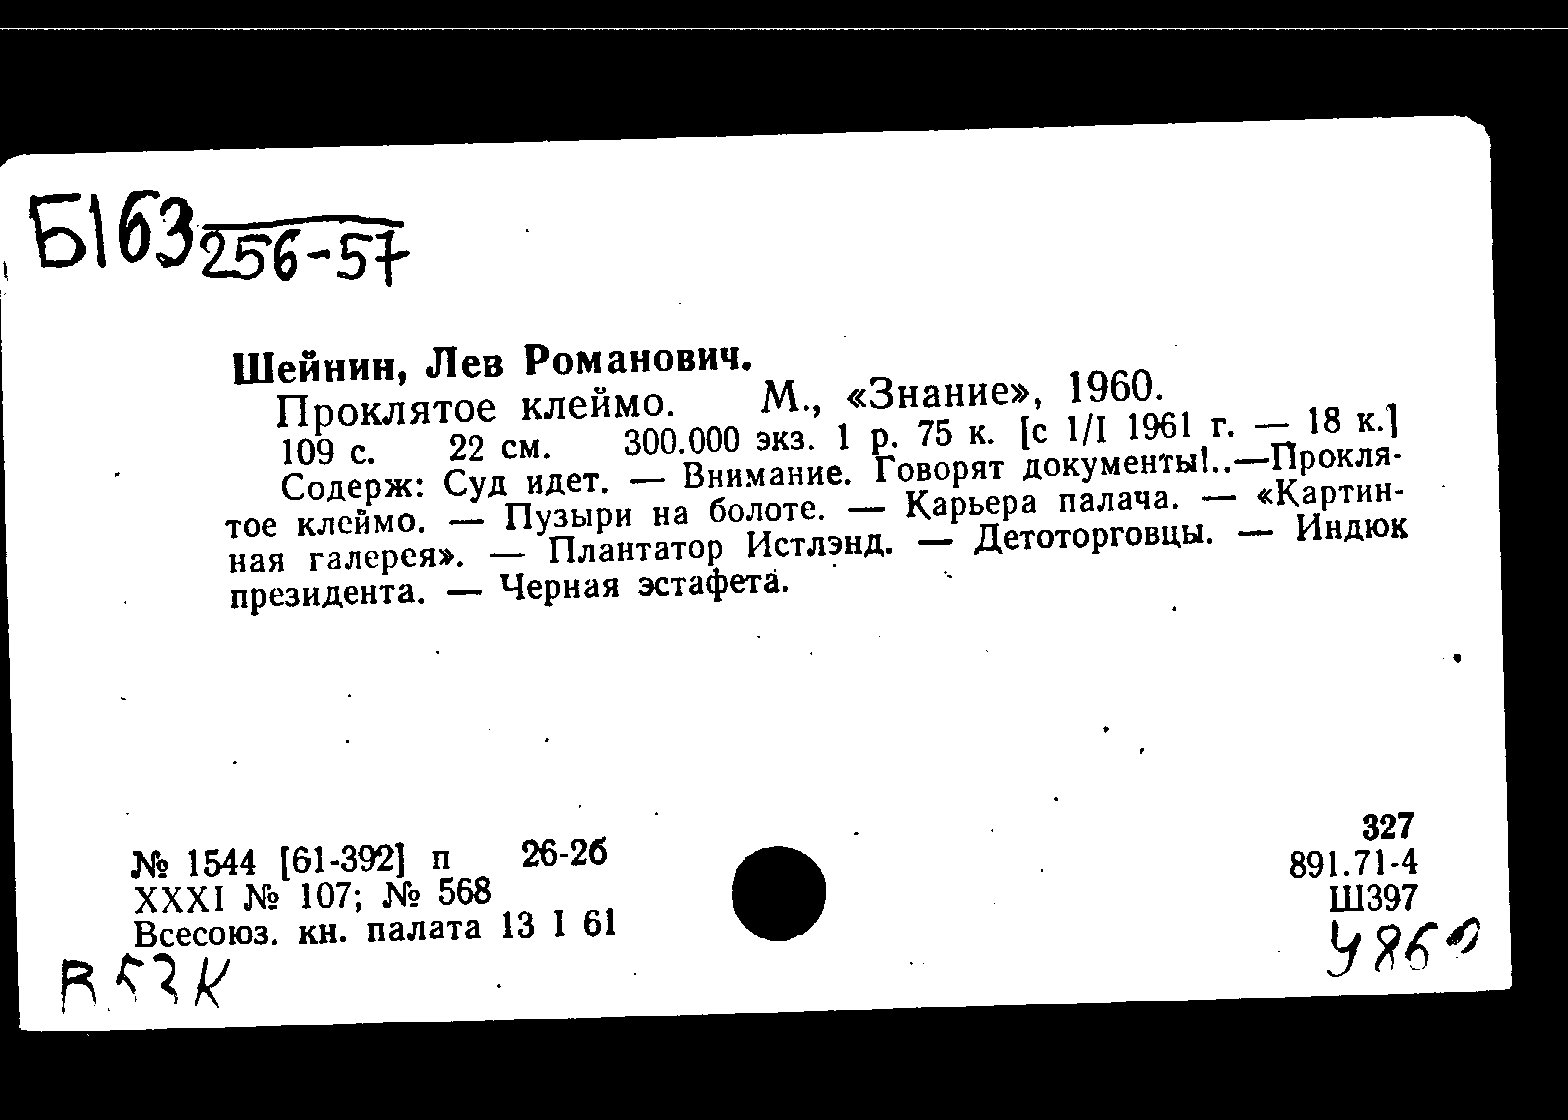 Б163 256-57
Шейнин, Лев Романович.
Проклятое клеймо. М., «Знание», 1960.
109 с. 22 см. 300.000 экз. 1 р. 75 к. [с 1/I 1961 г. — 18 к.]
Содерж: Суд идет. — Внимание. Говорят документы!..—Прокля-
тое клеймо. — Пузыри на болоте. — Карьера палача. — «Картин-
ная галерея». — Плантатор Истлэнд. — Детоторговцы. — Индюк
президента. — Черная эстафета.
№ 1544 [61-392] п 26-2б
XXXI № 107; № 568
Всесоюз. кн. палата 13 I 61
327
891.71-4
Ш397